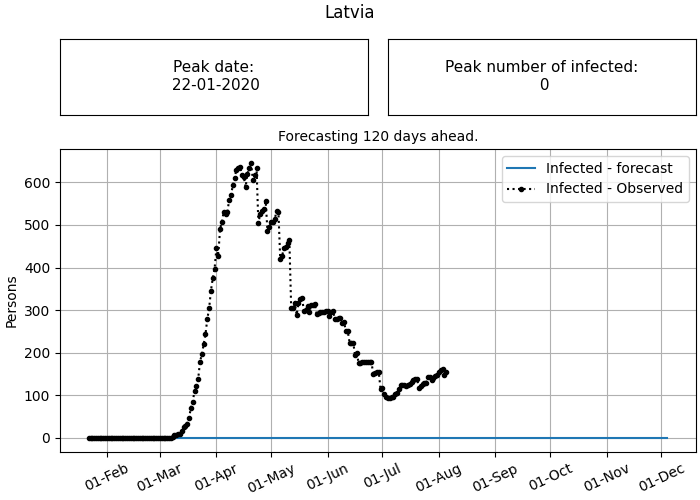 Latvia
Peak date:
22-01-2020
Peak number of infected:
0
Forecasting 120 days ahead.
Infected - forecast
Infected - Observed
Persons
600
500
400
300
200
100
0
01-Feb
01-Mar
01-Apr
01-May
01-Jun
01-Jul
01-Aug
01-Sep
01-Oct
01-Nov
01-Dec